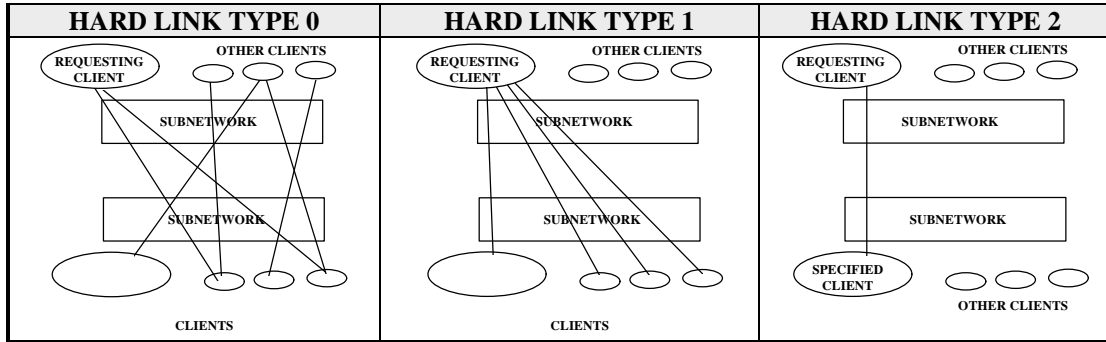 HARD LINK TYPE 0
HARD LINK TYPE 1
HARD LINK TYPE 2
OTHER CLIENTS
REQUESTING
CLIENT
SUBNETWORK
SUBNETWORK
CLIENTS
OTHER CLIENTS
REQUESTING
CLIENT
SUBNETWORK
SUBNETWORK
CLIENTS
OTHER CLIENTS
REQUESTING
CLIENT
SUBNETWORK
SUBNETWORK
SPECIFIED
CLIENT
OTHER CLIENTS